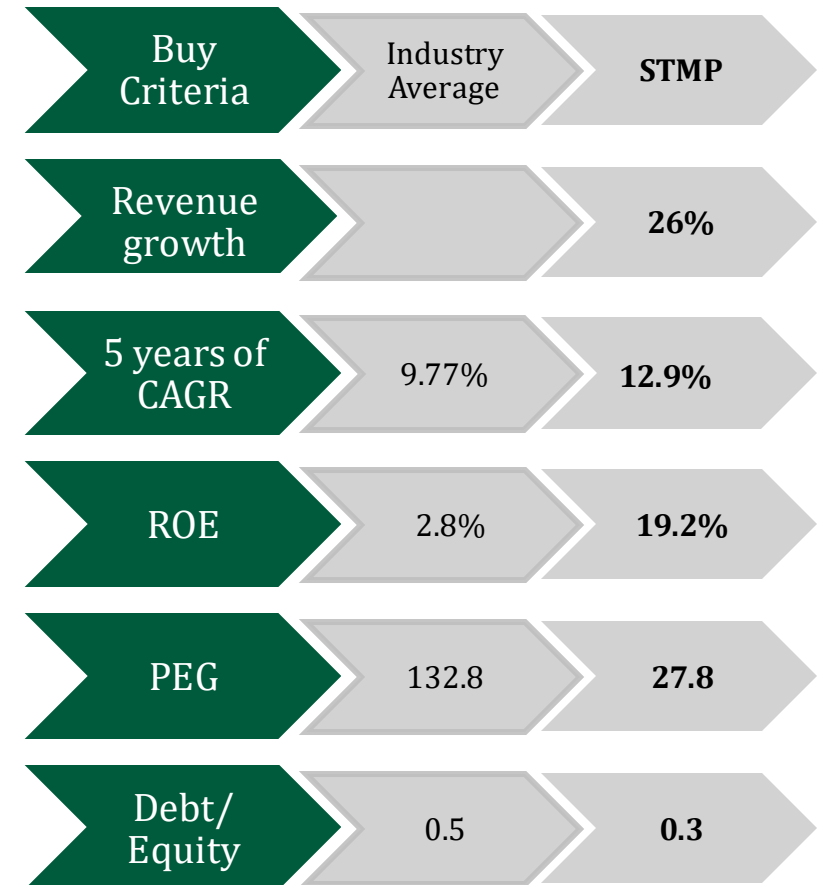 Buy
Criteria
Industry
Average
STMP
Revenue
growth
26%
5 years of
CAGR
9.77%
12.9%
ROE
2.8%
19.2%
PEG
132.8
27.8
Debt/
Equity
0.5
0.3